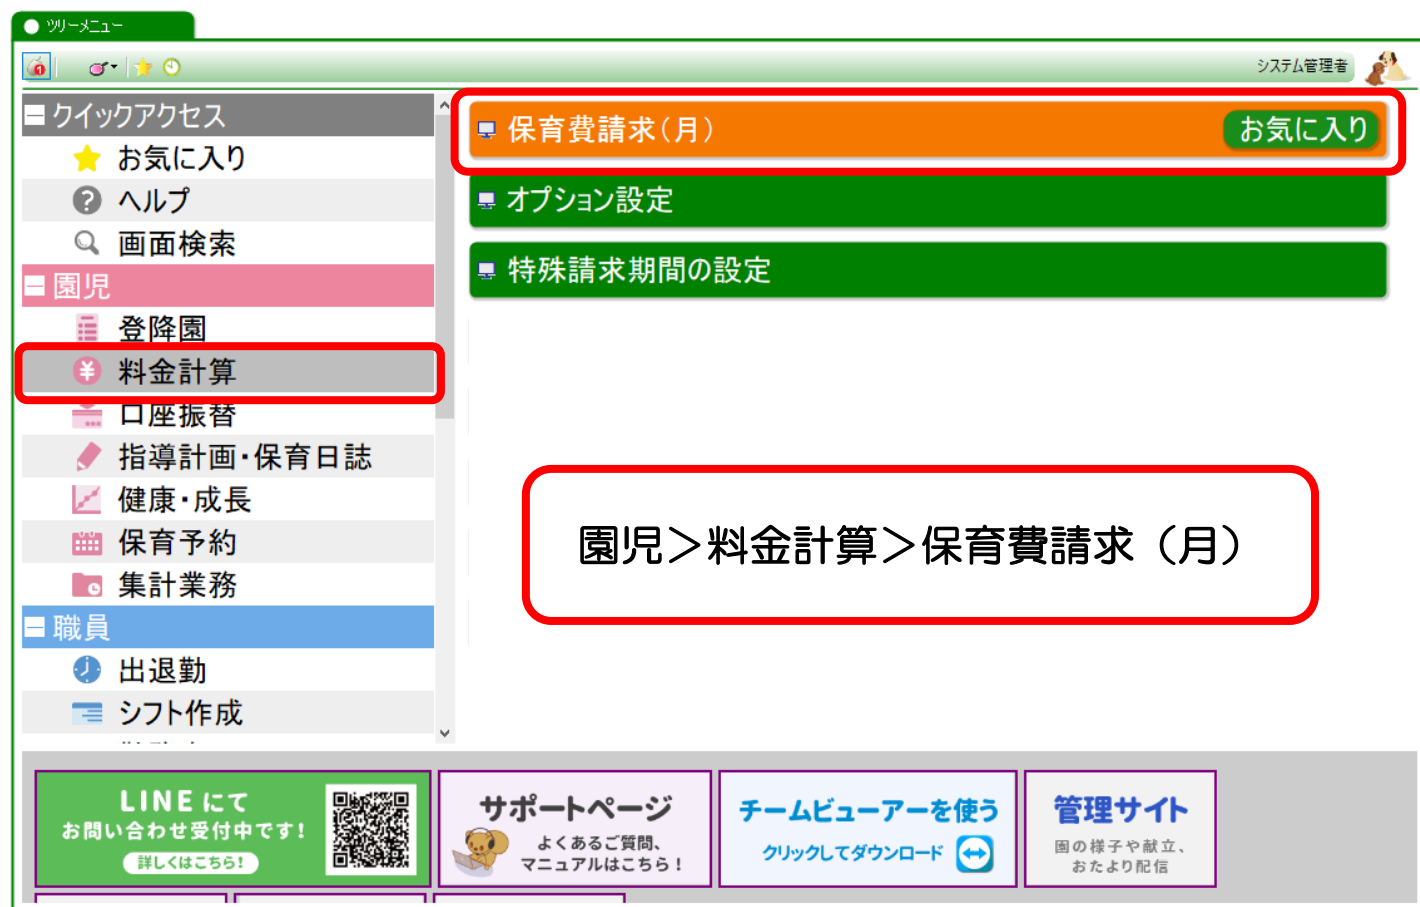 ツリーメニュー
システム管理者
クイックアクセス
お気に入り
ヘルプ
画面検索
園児
登降園
料金計算
口座振替
指導計画・保育日誌
健康・成長
保育予約
集計業務
職員
出退勤
シフト作成
保育費請求(月)
お気に入り
オプション設定
特殊請求期間の設定
園児＞料金計算＞保育費請求（月）
LINEにて
お問い合わせ受付中です！
詳しくはこちら！
サポートページ
よくあるご質問、
マニュアルはこちら！
チームビューアーを使う
クリックしてダウンロード
管理サイト
園の様子や献立、
おたより配信